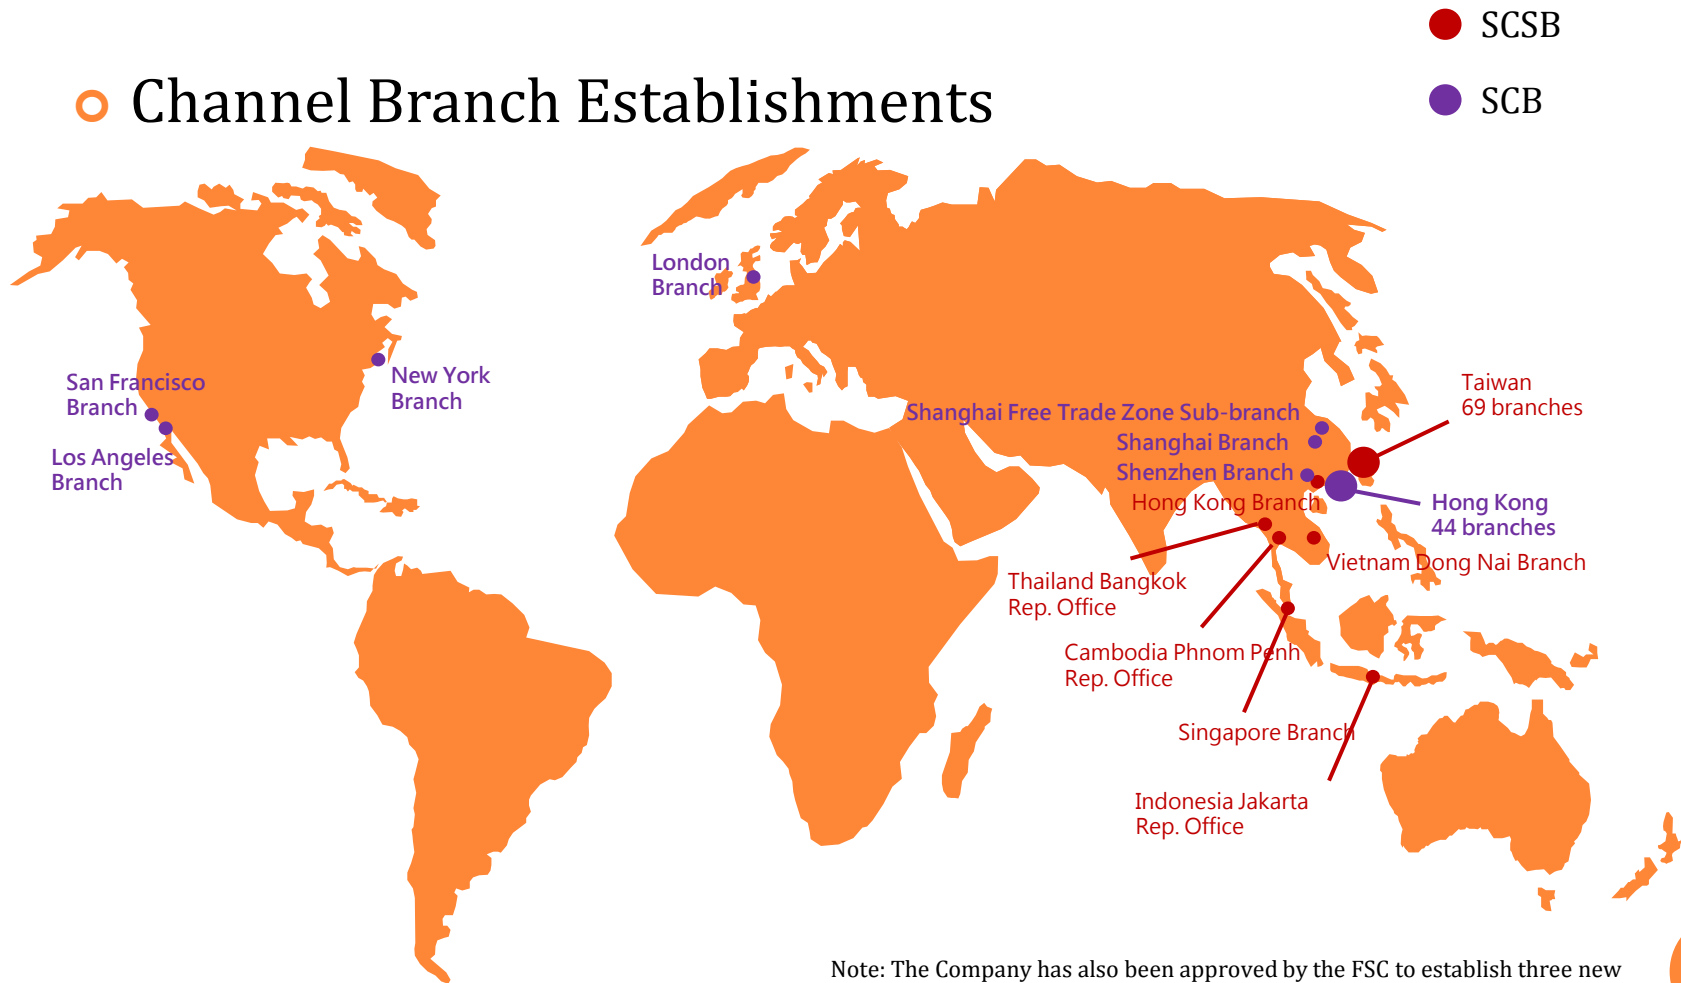 SCSB
Channel Branch Establishments
SCB
London
Branch
New York
Branch
San Francisco
Branch
Los Angeles
Branch
Taiwan
69 branches
Shanghai Free Trade Zone Sub-branch
Shanghai Branch
Shenzhen Branch
Hong Kong Branch
Hong Kong
44 branches
Vietnam Dong Nai Branch
Thailand Bangkok
Rep. Office
Cambodia Phnom Penh
Rep. Office
Singapore Branch
Indonesia Jakarta
Rep. Office
Note: The Company has also been approved by the FSC to establish three new